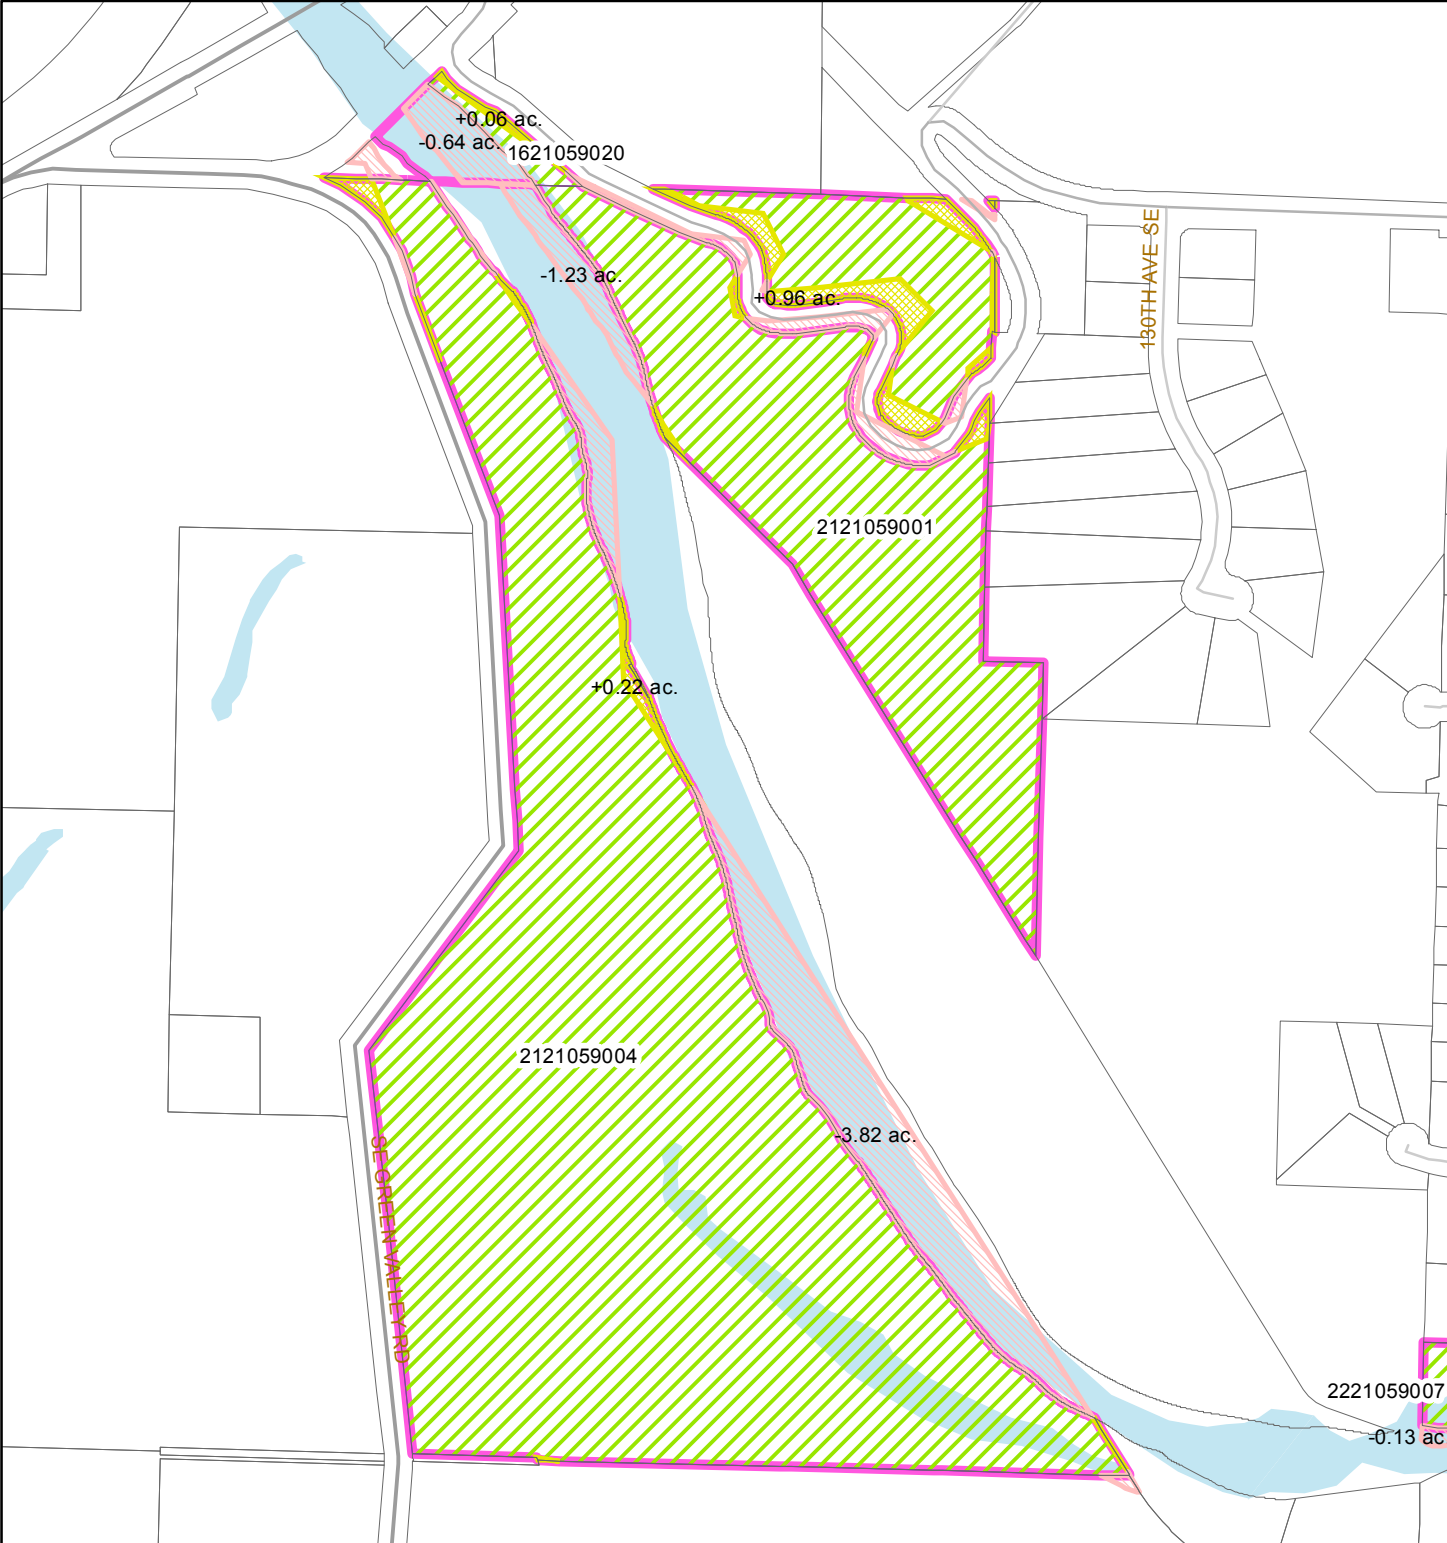 +0.06 ac.
-0.64 ac.
1621059020
130TH AVE SE
-1.23 ac.
+0.96 ac.
2121059001
+0.22 ac.
2121059004
-3.82 ac.
SE GREEN VALLEY RD
2221059007
-0.13 ac